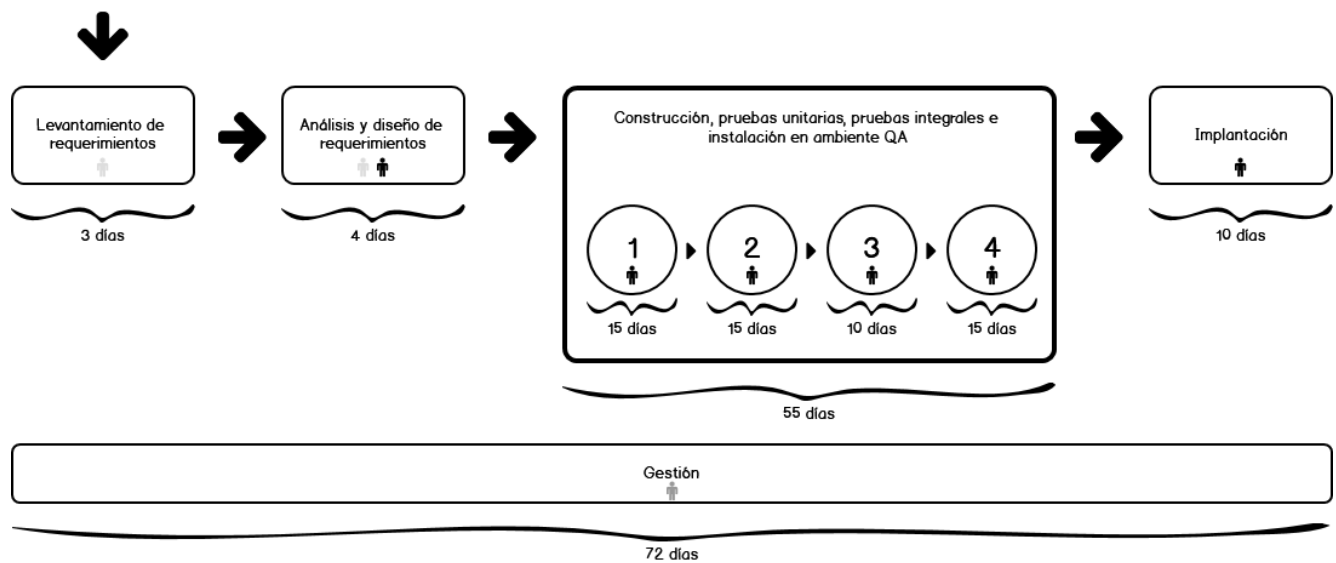 Levantamiento de
requerimientos
3 días
Análisis y diseño de
requerimientos
4 días
Construcción, pruebas unitarias, pruebas integrales e
instalación en ambiente QA
1
2
3
4
15 días
15 días
10 días
15 días
55 días
Implantación
10 días
Gestión
72 días